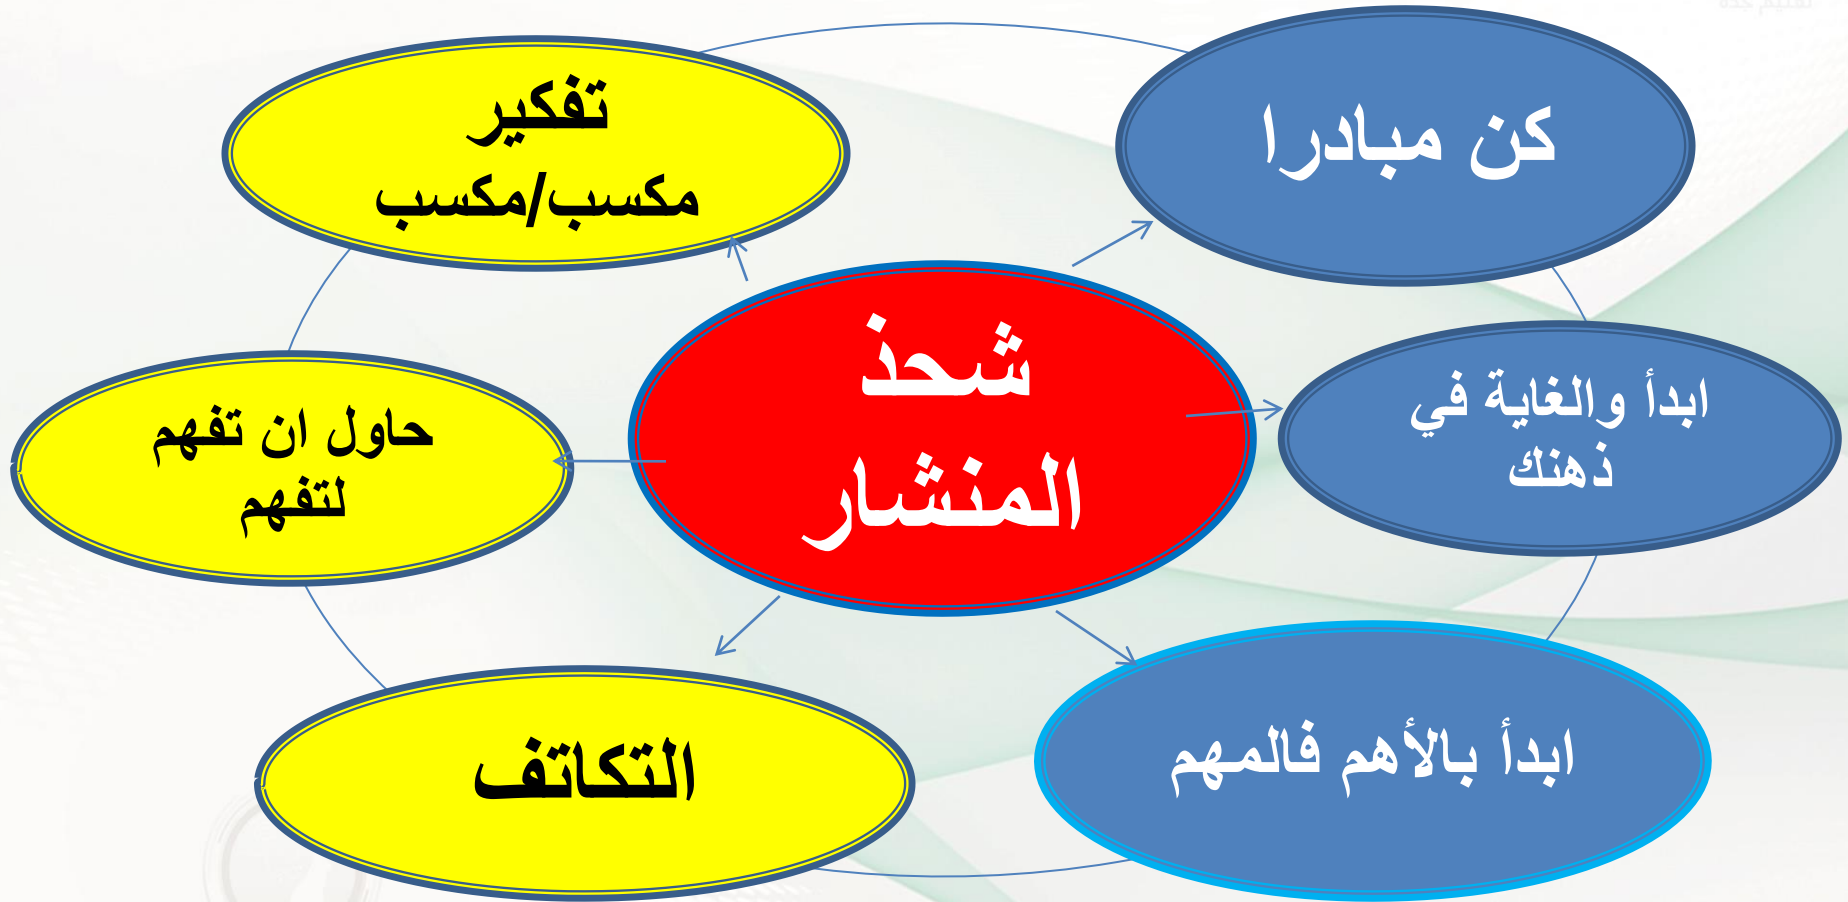 كن مبادرا
ابدأ والغاية في
ذهنك
ابدأ بالأهم فالمهم
شحذ
المنشار
تفكير
مكسب/مكسب
حاول ان تفهم
لتفهم
التكاتف